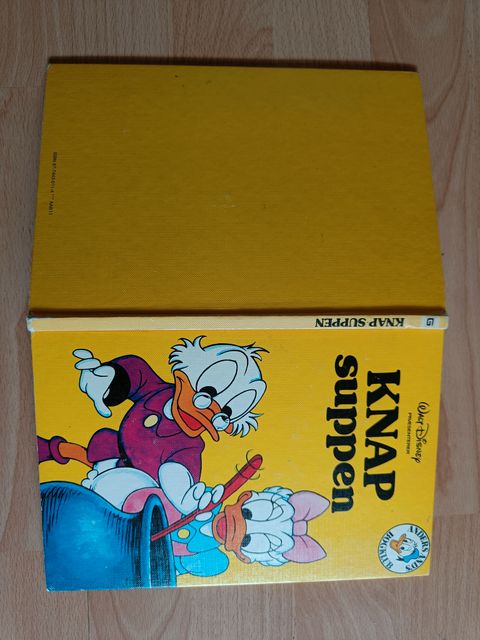 WALT DISNEY
PRÆSENTERER
KNAP
suppen
ANDERS AND'S
BOGKLUB
KNAP SUPPEN
G